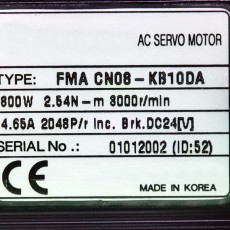 AC SERVO MOTOR
TYPE: FMA CN08-KB10DA
800W 2.54N-m 3000r/min
4.65A 2048P/r Inc. Brk.DC24[V]
SERIAL No.: 01012002 (ID:52)
CE
MADE IN KOREA